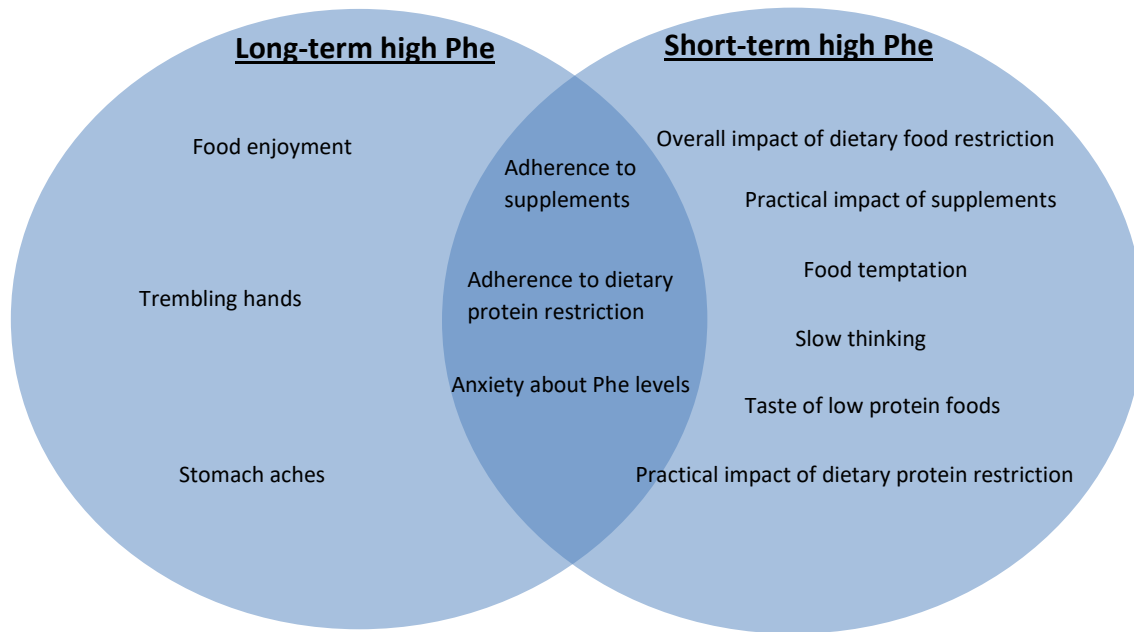 Long-term high Phe
Food enjoyment
Trembling hands
Stomach aches
Adherence to
supplements
Adherence to dietary
protein restriction
Anxiety about Phe levels
Short-term high Phe
Overall impact of dietary food restriction
Practical impact of supplements
Food temptation
Slow thinking
Taste of low protein foods
Practical impact of dietary protein restriction